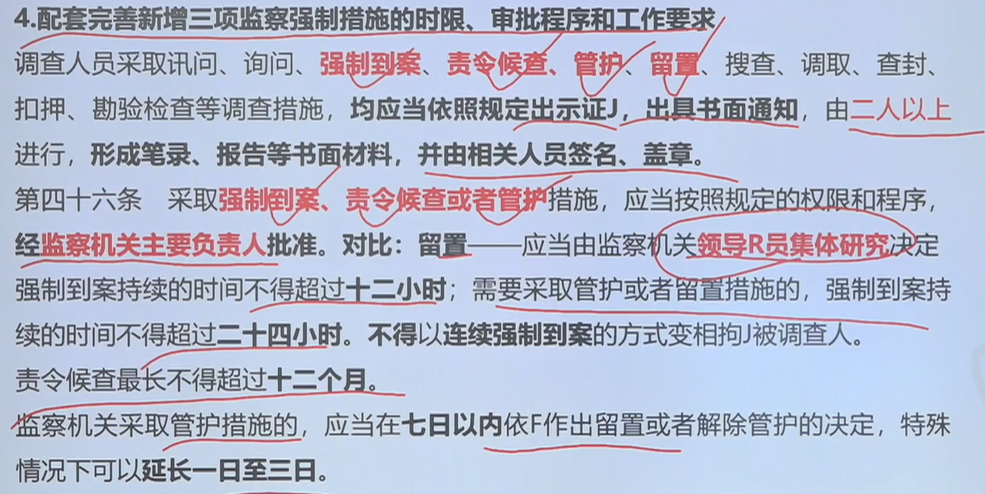 4.配套完善新增三项监察强制措施的时限、审批程序和工作要求
调查人员采取讯问、询问、强制到案、责令候查、管护、留置、搜查、调取、查封、
扣押、勘验检查等调查措施，均应当依照规定出示证J，出具书面通知，由二人以上
进行，形成笔录、报告等书面材料，并由相关人员签名、盖章。
第四十六条 采取强制到案、责令候查或者管护措施，应当按照规定的权限和程序，
经监察机关主要负责人批准。对比：留置——应当由监察机关领导R员集体研究决定
强制到案持续的时间不得超过十二小时；需要采取管护或者留置措施的，强制到案持
续的时间不得超过二十四小时。不得以连续强制到案的方式变相拘J被调查人。
责令候查最长不得超过十二个月。
监察机关采取管护措施的，应当在七日以内依F作出留置或者解除管护的决定，特殊
情况下可以延长一日至三日。